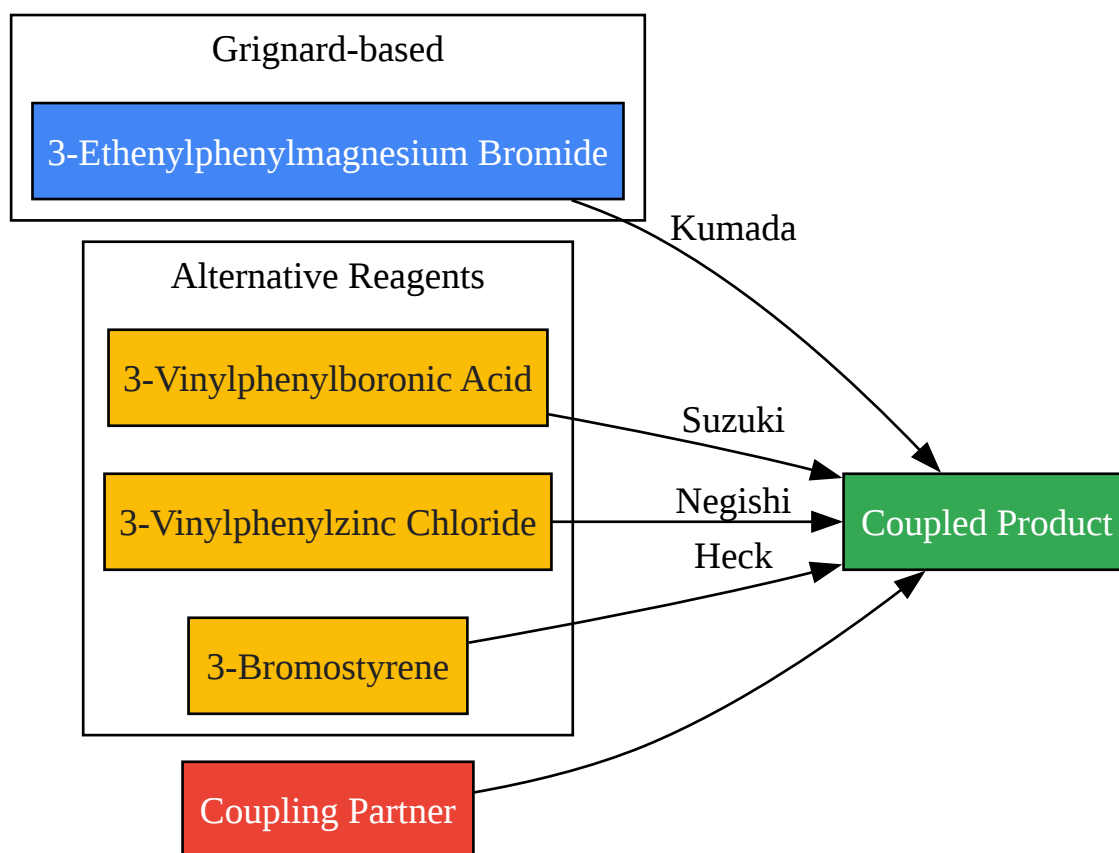 Grignard-based
3-Ethenylphenylmagnesium Bromide
Kumada
Alternative Reagents
3-Vinylphenylboronic Acid
Suzuki
3-Vinylphenylzinc Chloride
Negishi
Coupled Product
Heck
3-Bromostyrene
Coupling Partner